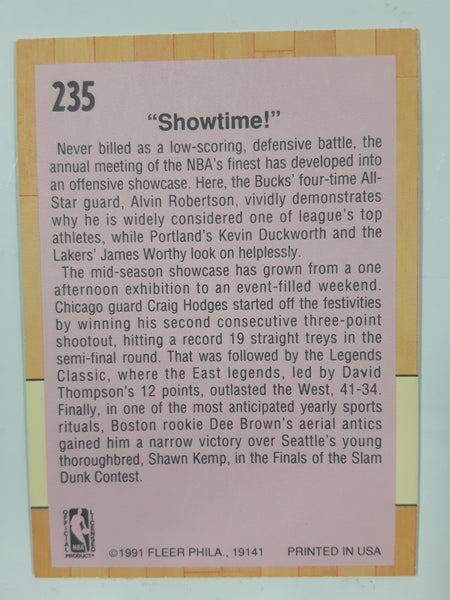 235
“Showtime!”
Never billed as a low-scoring, defensive battle, the
annual meeting of the NBA's finest has developed into
an offensive showcase. Here, the Bucks' four-time All-
Star guard, Alvin Robertson, vividly demonstrates
why he is widely considered one of league's top
athletes, while Portland's Kevin Duckworth and the
Lakers' James Worthy look on helplessly.
The mid-season showcase has grown from a one
afternoon exhibition to an event-filled weekend.
Chicago guard Craig Hodges started off the festivities
by winning his second consecutive three-point
shootout, hitting a record 19 straight treys in the
semi-final round. That was followed by the Legends
Classic, where the East legends, led by David
Thompson's 12 points, outlasted the West, 41-34.
Finally, in one of the most anticipated yearly sports
rituals, Boston rookie Dee Brown's aerial antics
gained him a narrow victory over Seattle's young
thoroughbred, Shawn Kemp, in the Finals of the Slam
Dunk Contest.
OFFICIAL
LICENSED
NBA
PRODUCT
©1991 FLEER PHILA., 19141 PRINTED IN USA